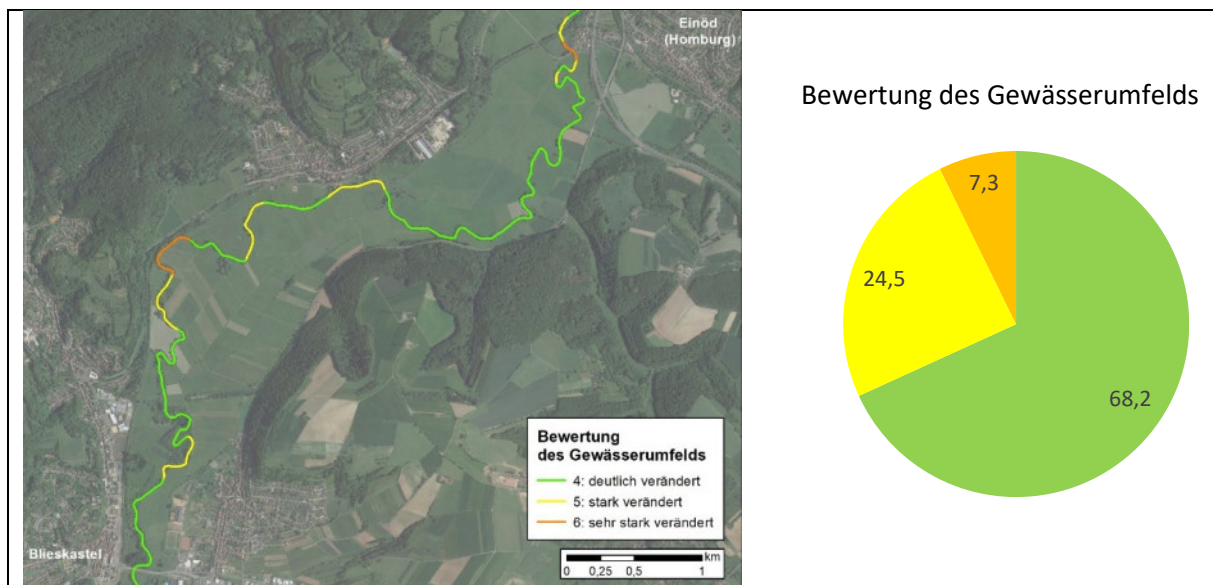 Einöd
(Homburg)
Blieskastel
Bewertung
des Gewässerumfelds
4: deutlich verändert
5: stark verändert
6: sehr stark verändert
km
0 0,25 0,5 1
Bewertung des Gewässerumfelds
7,3
24,5
68,2